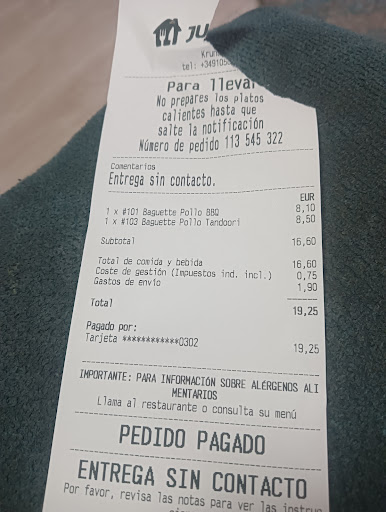 JU
tel: +349105
Para llevar
No prepares los platos
calientes hasta que
salte la notificación
Número de pedido 113 545 322
Comentarios
Entrega sin contacto.
EUR
1 x #101 Baguette Pollo BBQ 8,10
1 x #103 Baguette Pollo Tandoori 8,50
Subtotal 16,60
Total de comida y bebida 16,60
Coste de gestión (Impuestos ind. incl.) 0,75
Gastos de envío 1,90
Total 19,25
Pagado por:
Tarjeta ************0302 19,25
IMPORTANTE: PARA INFORMACIÓN SOBRE ALÉRGENOS ALI
MENTARIOS
Llama al restaurante o consulta su menú
PEDIDO PAGADO
ENTREGA SIN CONTACTO
Por favor, revisa las notas para ver las instruc